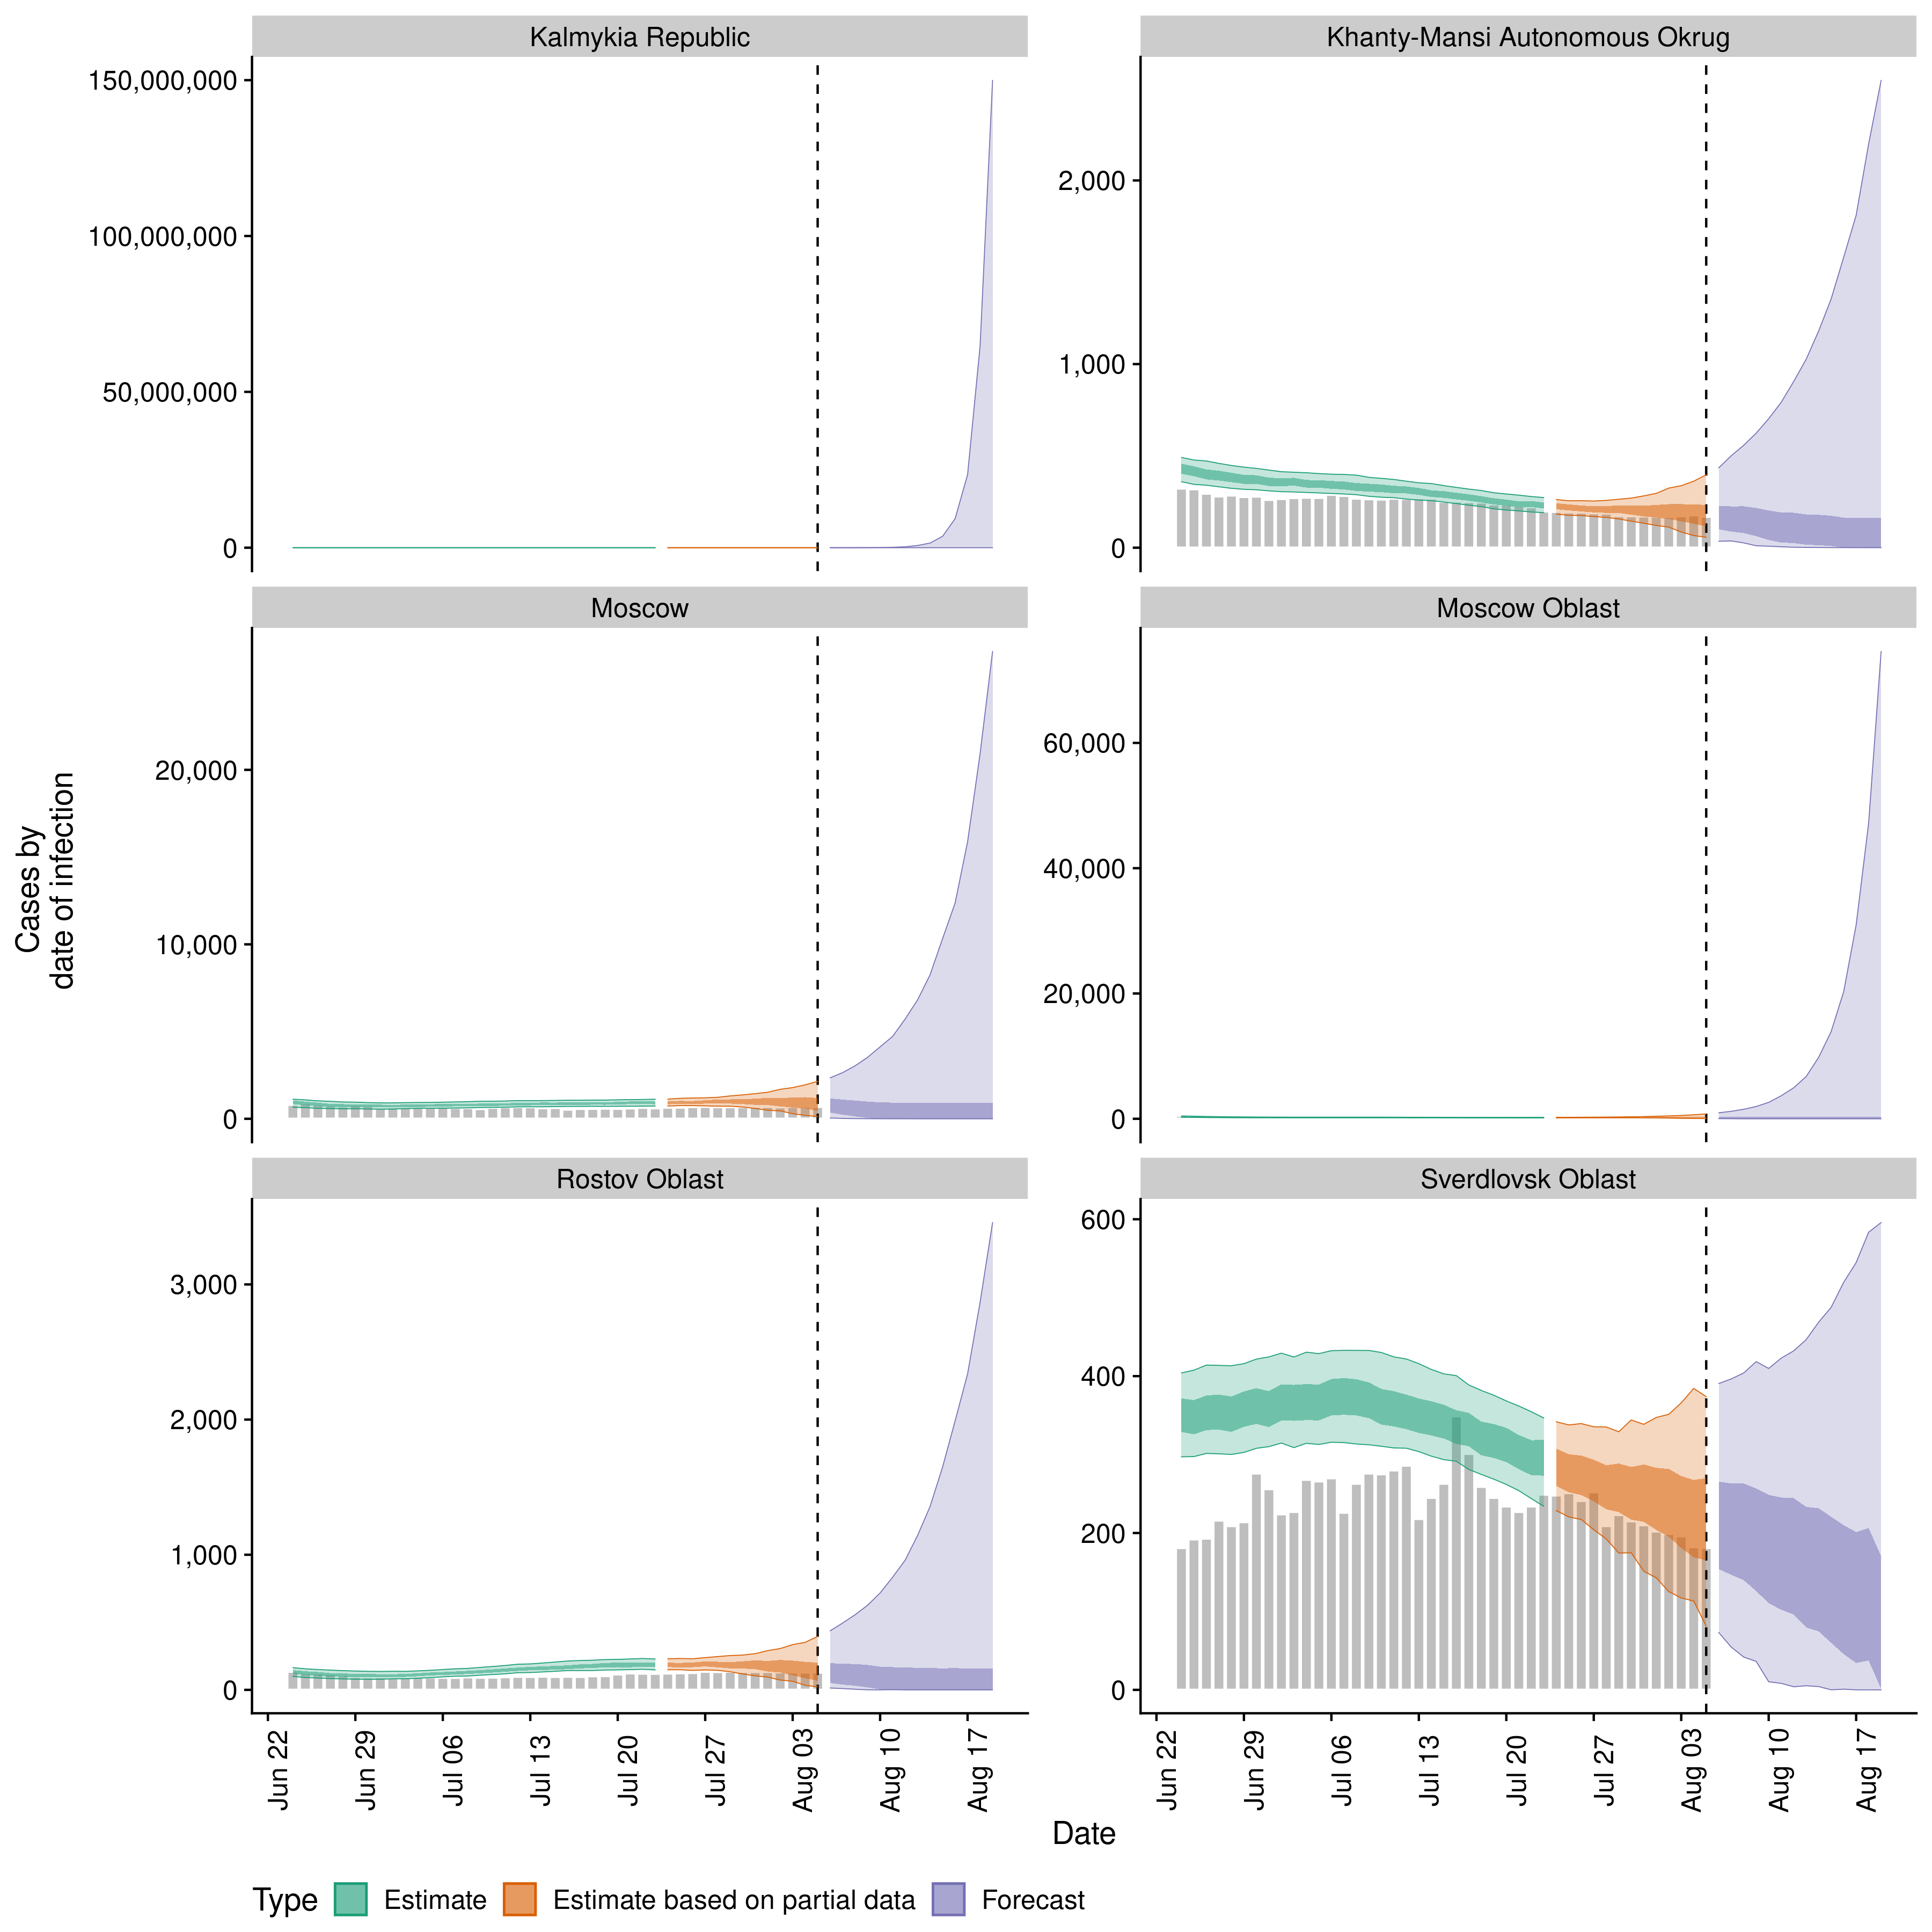 Kalmykia Republic
Khanty-Mansi Autonomous Okrug
150,000,000
100,000,000
50,000,000
0
2,000
1,000
0
Moscow
Moscow Oblast
20,000
10,000
0
60,000
40,000
20,000
0
Cases by
date of infection
Rostov Oblast
Sverdlovsk Oblast
3,000
2,000
1,000
0
600
400
200
0
Jun 22
Jun 29
Jul 06
Jul 13
Jul 20
Jul 27
Aug 03
Aug 10
Aug 17
Jun 22
Jun 29
Jul 06
Jul 13
Jul 20
Jul 27
Aug 03
Aug 10
Aug 17
Date
Type Estimate Estimate based on partial data Forecast